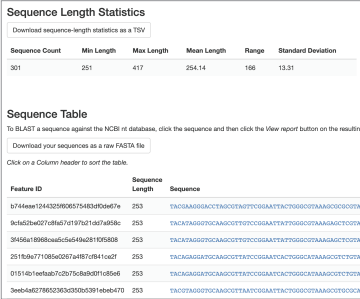 Sequence Length Statistics
Download sequence-length statistics as a TSV
Sequence Count Min Length Max Length Mean Length Range Standard Deviation
301 251 417 254.14 166 13.31
Sequence Table
To BLAST a sequence against the NCBI nt database, click the sequence and then click the View report button on the resultin
Download your sequences as a raw FASTA file
Click on a Column header to sort the table.
Feature ID Sequence Length Sequence
b744eae1244325f606575483df0de67e 253
9cfa52be027c8fa57d197b21dd7a958c 253
3f456a18968cea5c5e549e281f0f5808 253
251fb9e771085e0267a4f87cf841ce2f 253
01514b1eefaab7c2b75c8a9d0f1c85e6 253
3eeb4a6278652363d350b5391ebeb470 253